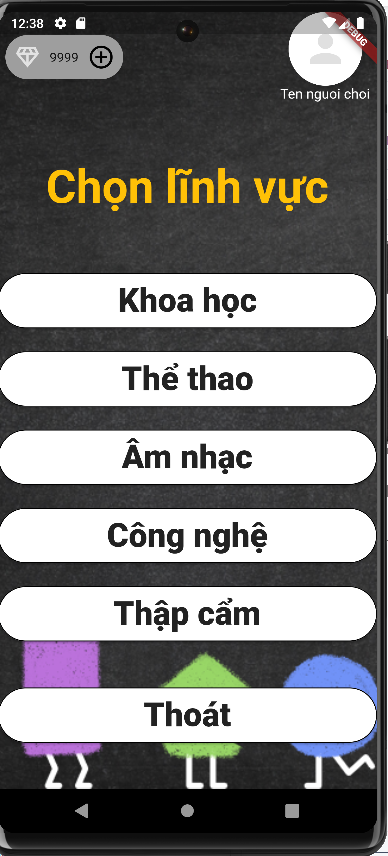 12:38
DEBUG
9999
Ten nguoi choi
Chọn lĩnh vực
Khoa học
Thể thao
Âm nhạc
Công nghệ
Thập cẩm
Thoát